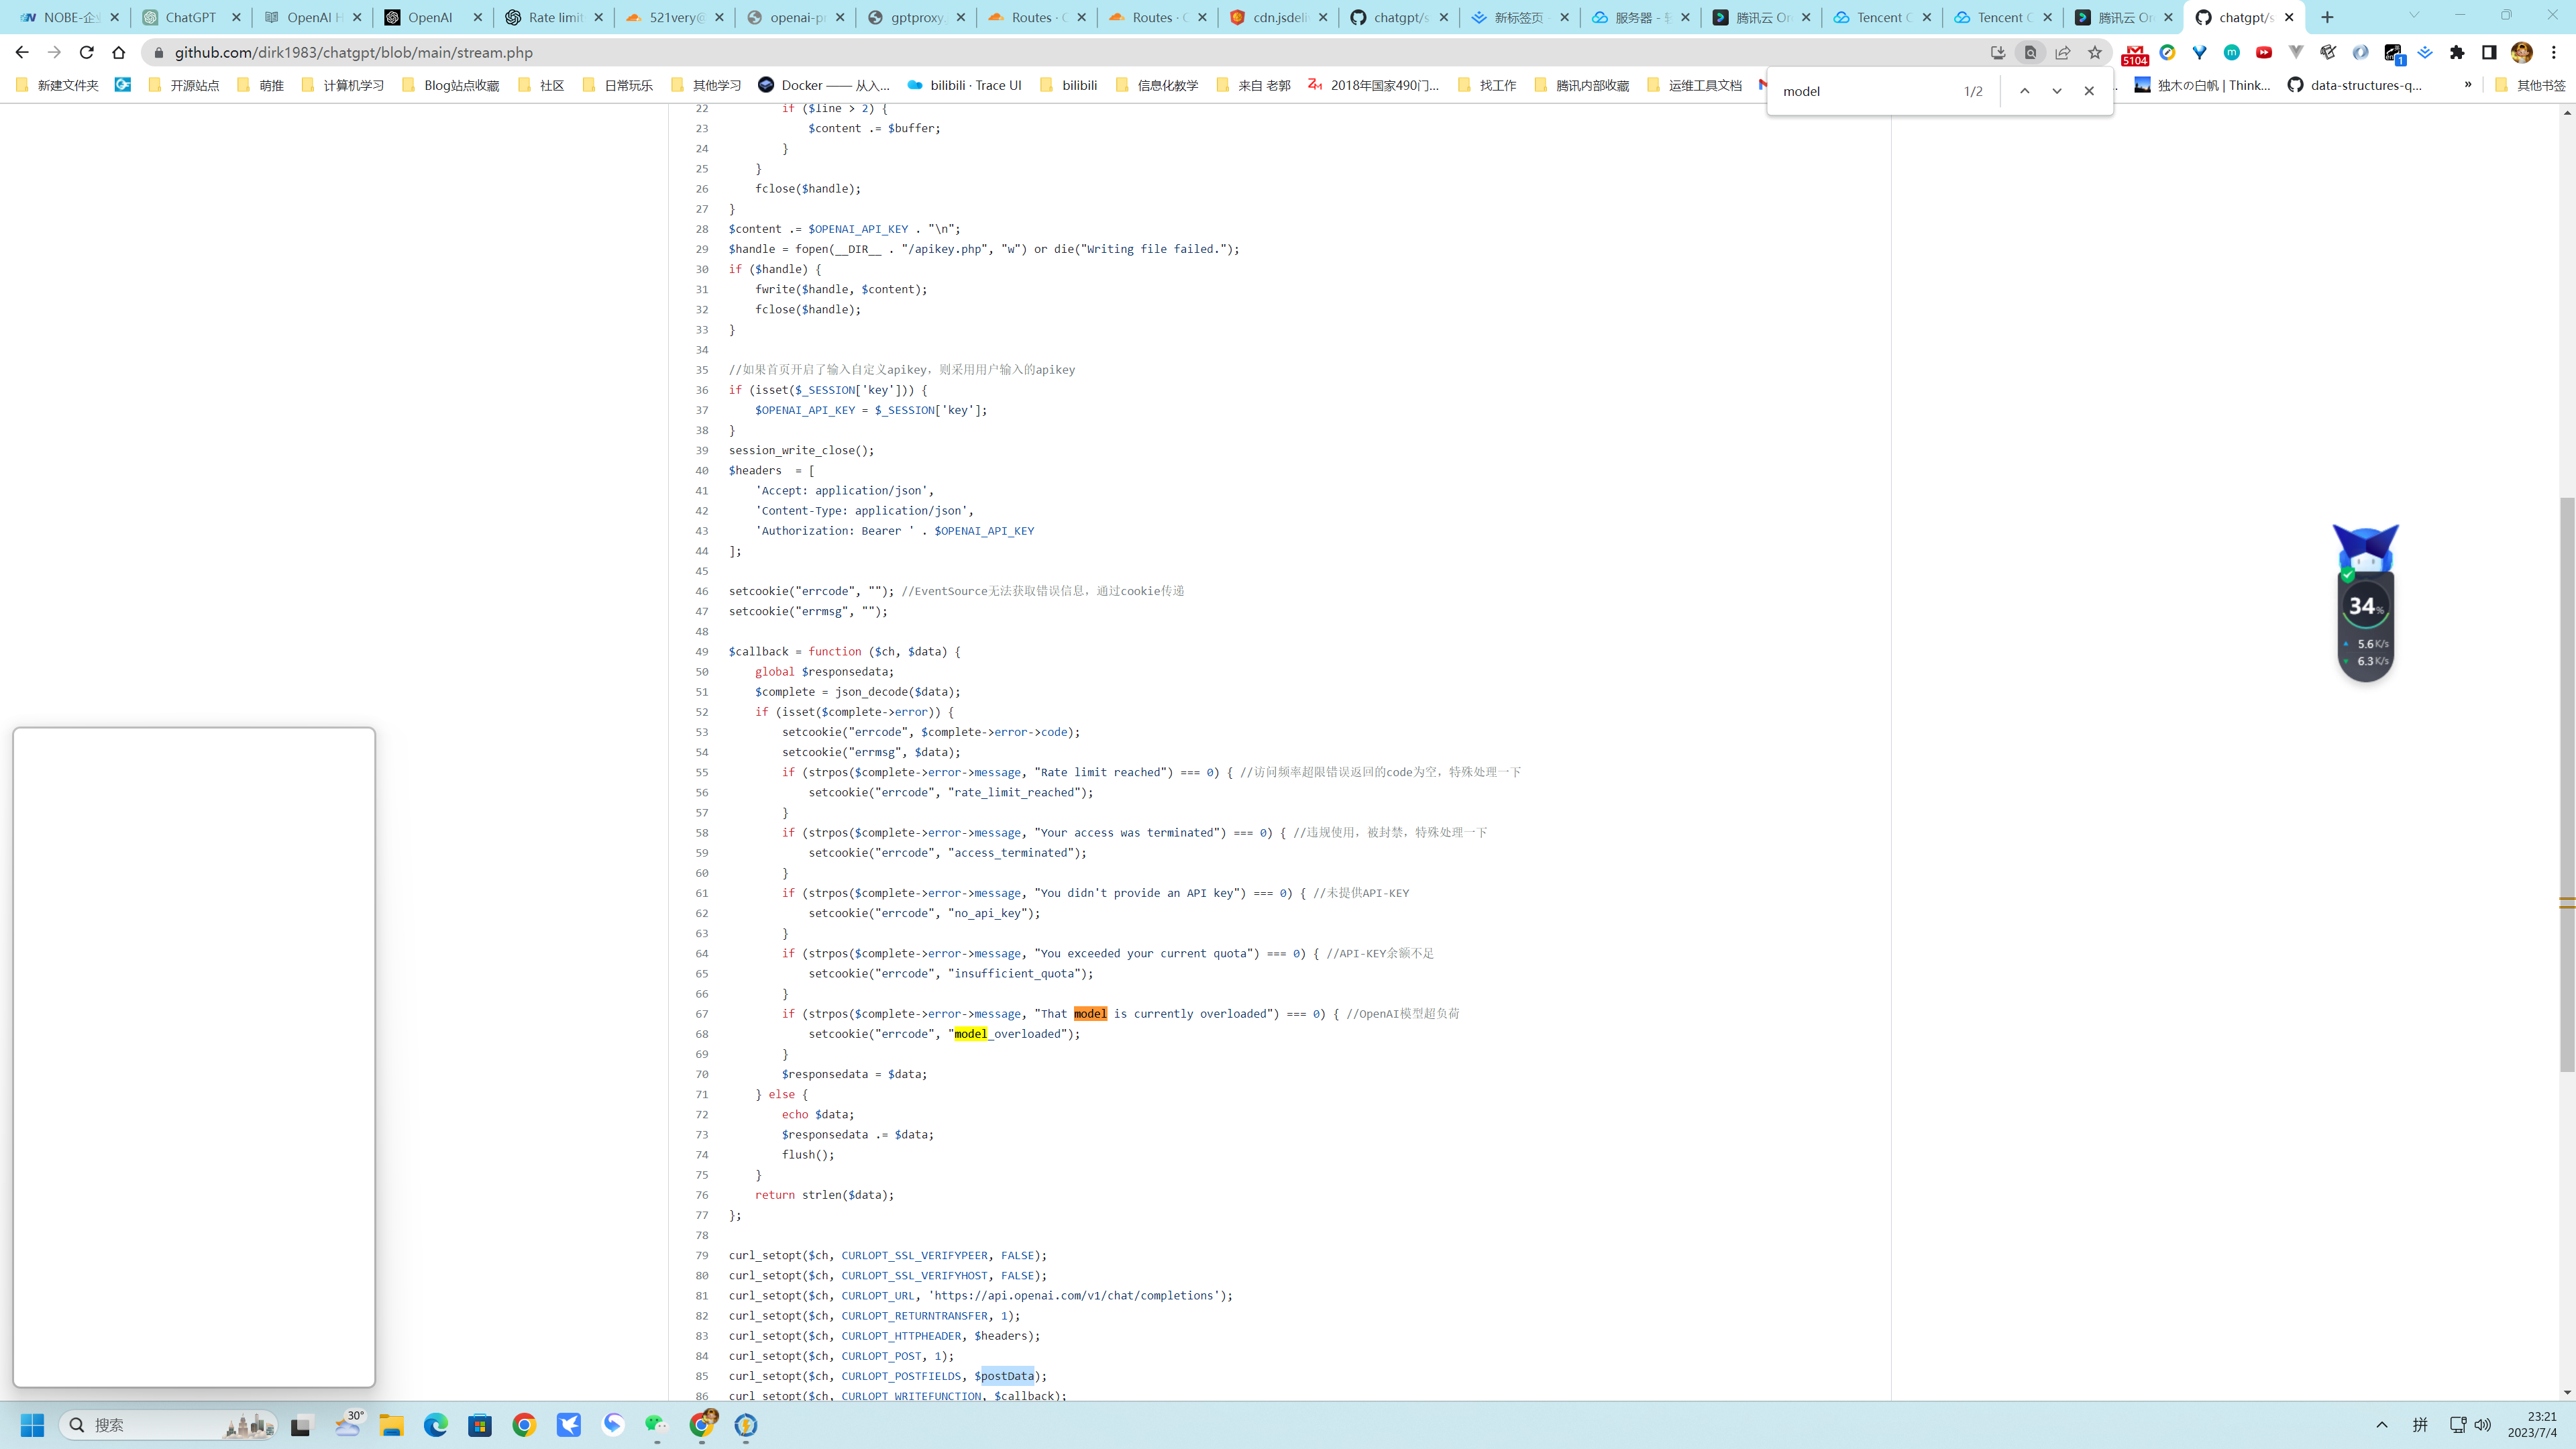 NOBE-企
ChatGPT
OpenAI H
OpenAI
Rate limit
521very@
openai-p
gptproxy.
Routes · C
Routes · C
cdn.jsdeli
chatgpt/s
新标签页
服务器 - 轻
腾讯云 Or
Tencent C
Tencent C
腾讯云 Or
chatgpt/s
github.com/dirk1983/chatgpt/blob/main/stream.php
5104
1
新建文件夹
开源站点
萌推
计算机学习
Blog站点收藏
社区
日常玩乐
其他学习
Docker —— 从入...
bilibili · Trace UI
bilibili
信息化教学
来自 老郭
2018年国家490门...
找工作
腾讯内部收藏
运维工具文档
独木の白帆 | Think...
data-structures-q...
»
其他书签
model 1/2
22 if ($line > 2) {
23 $content .= $buffer;
24 }
25 }
26 fclose($handle);
27 }
28 $content .= $OPENAI_API_KEY . "\n";
29 $handle = fopen(__DIR__ . "/apikey.php", "w") or die("Writing file failed.");
30 if ($handle) {
31 fwrite($handle, $content);
32 fclose($handle);
33 }
34
35 //如果首页开启了输入自定义apikey，则采用用户输入的apikey
36 if (isset($_SESSION['key'])) {
37 $OPENAI_API_KEY = $_SESSION['key'];
38 }
39 session_write_close();
40 $headers  = [
41 'Accept: application/json',
42 'Content-Type: application/json',
43 'Authorization: Bearer ' . $OPENAI_API_KEY
44 ];
45
46 setcookie("errcode", ""); //EventSource无法获取错误信息，通过cookie传递
47 setcookie("errmsg", "");
48
49 $callback = function ($ch, $data) {
50 global $responsedata;
51 $complete = json_decode($data);
52 if (isset($complete->error)) {
53 setcookie("errcode", $complete->error->code);
54 setcookie("errmsg", $data);
55 if (strpos($complete->error->message, "Rate limit reached") === 0) { //访问频率超限错误返回的code为空，特殊处理一下
56 setcookie("errcode", "rate_limit_reached");
57 }
58 if (strpos($complete->error->message, "Your access was terminated") === 0) { //违规使用，被封禁，特殊处理一下
59 setcookie("errcode", "access_terminated");
60 }
61 if (strpos($complete->error->message, "You didn't provide an API key") === 0) { //未提供API-KEY
62 setcookie("errcode", "no_api_key");
63 }
64 if (strpos($complete->error->message, "You exceeded your current quota") === 0) { //API-KEY余额不足
65 setcookie("errcode", "insufficient_quota");
66 }
67 if (strpos($complete->error->message, "That model is currently overloaded") === 0) { //OpenAI模型超负荷
68 setcookie("errcode", "model_overloaded");
69 }
70 $responsedata = $data;
71 } else {
72 echo $data;
73 $responsedata .= $data;
74 flush();
75 }
76 return strlen($data);
77 };
78
79 curl_setopt($ch, CURLOPT_SSL_VERIFYPEER, FALSE);
80 curl_setopt($ch, CURLOPT_SSL_VERIFYHOST, FALSE);
81 curl_setopt($ch, CURLOPT_URL, 'https://api.openai.com/v1/chat/completions');
82 curl_setopt($ch, CURLOPT_RETURNTRANSFER, 1);
83 curl_setopt($ch, CURLOPT_HTTPHEADER, $headers);
84 curl_setopt($ch, CURLOPT_POST, 1);
85 curl_setopt($ch, CURLOPT_POSTFIELDS, $postData);
86 curl_setopt($ch, CURLOPT_WRITEFUNCTION, $callback);
34%
5.6K/s
6.3K/s
搜索
30°
拼
23:21
2023/7/4